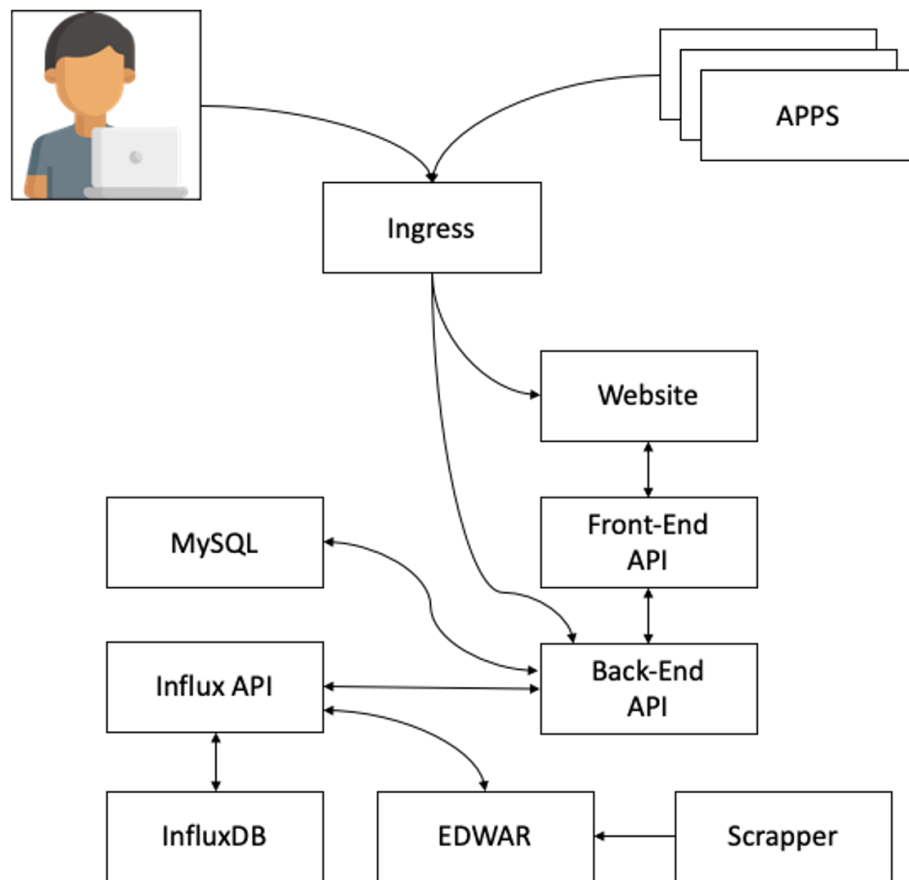 APPS
Ingress
Website
Front-End
API
MySQL
Back-End
API
Influx API
InfluxDB
EDWAR
Scrapper